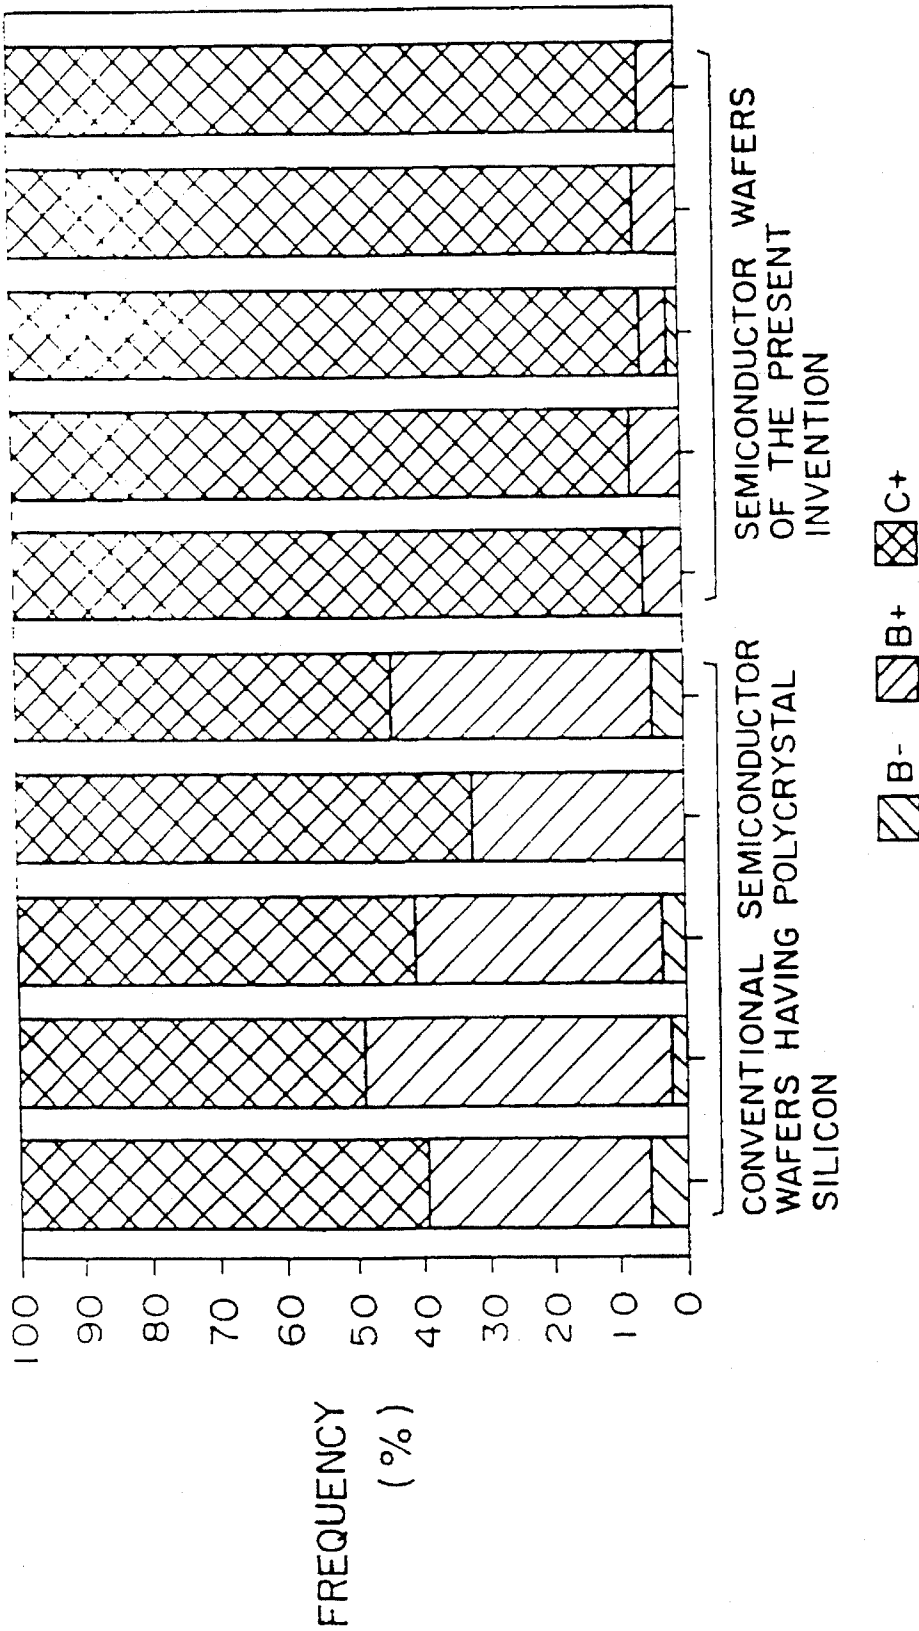 FREQUENCY
(%)
100
90
80
70
60
50
40
30
20
10
0
CONVENTIONAL SEMICONDUCTOR
WAFERS HAVING POLYCRYSTAL
SILICON
SEMICONDUCTOR WAFERS
OF THE PRESENT
INVENTION
B-
B+
C+